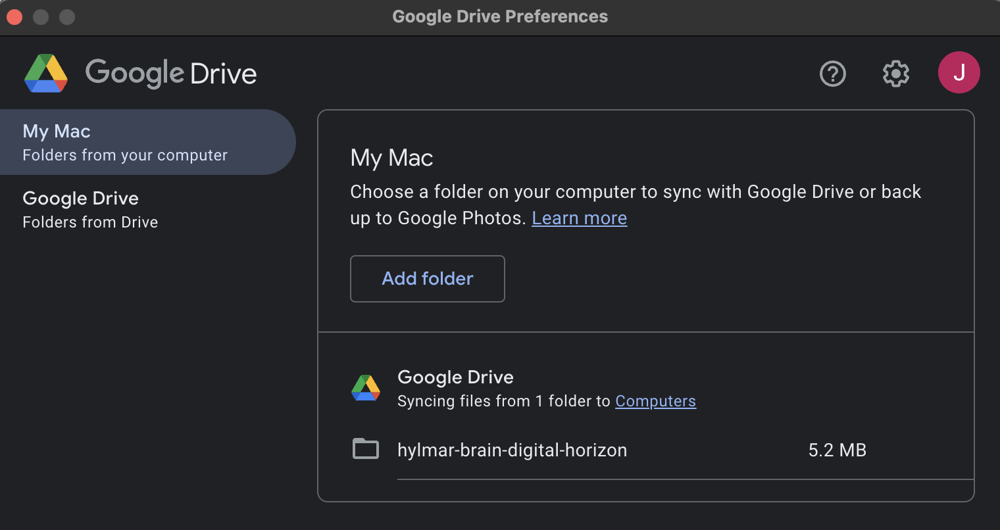 Google Drive Preferences
Google Drive
J
My Mac
Folders from your computer
Google Drive
Folders from Drive
My Mac
Choose a folder on your computer to sync with Google Drive or back
up to Google Photos. Learn more
Add folder
Google Drive
Syncing files from 1 folder to Computers
hylmar-brain-digital-horizon 5.2 MB